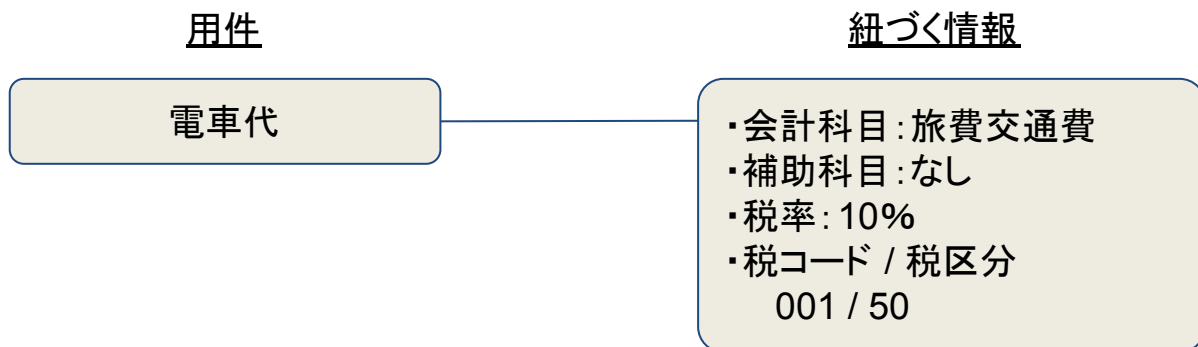 用件
紐づく情報
電車代
・会計科目：旅費交通費
・補助科目：なし
・税率：10%
・税コード / 税区分
001 / 50